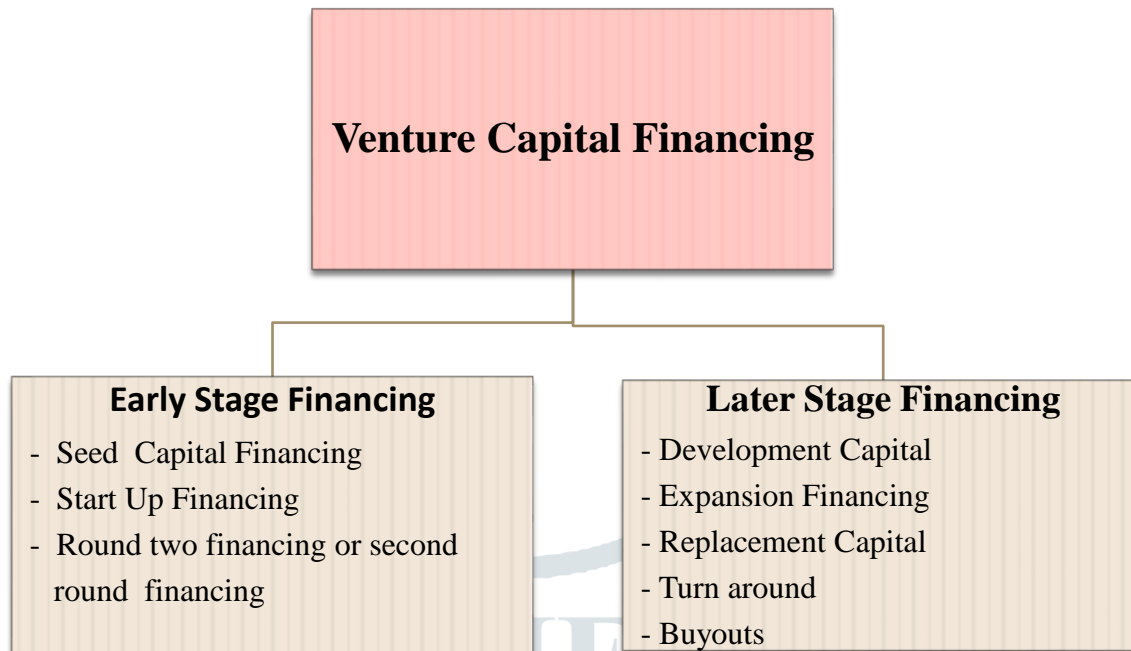 Venture Capital Financing
Early Stage Financing
- Seed Capital Financing
- Start Up Financing
- Round two financing or second
round financing
Later Stage Financing
- Development Capital
- Expansion Financing
- Replacement Capital
- Turn around
- Buyouts